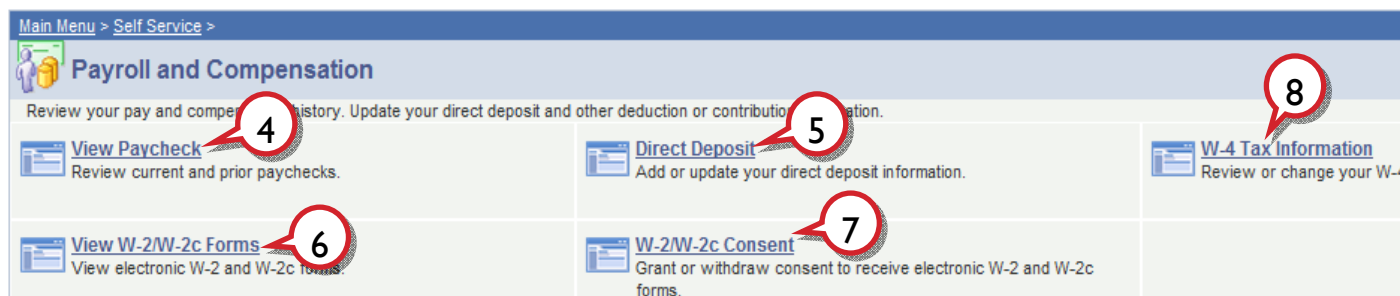 Main Menu > Self Service >
Payroll and Compensation
Review your pay and compe history. Update your direct deposit and other deduction or contributio ation.
4
5
8
View Paycheck
Review current and prior paychecks.
Direct Deposit
Add or update your direct deposit information.
W-4 Tax Information
Review or change your W-4
6
7
View W-2/W-2c Forms
View electronic W-2 and W-2c forms.
W-2/W-2c Consent
Grant or withdraw consent to receive electronic W-2 and W-2c
forms.